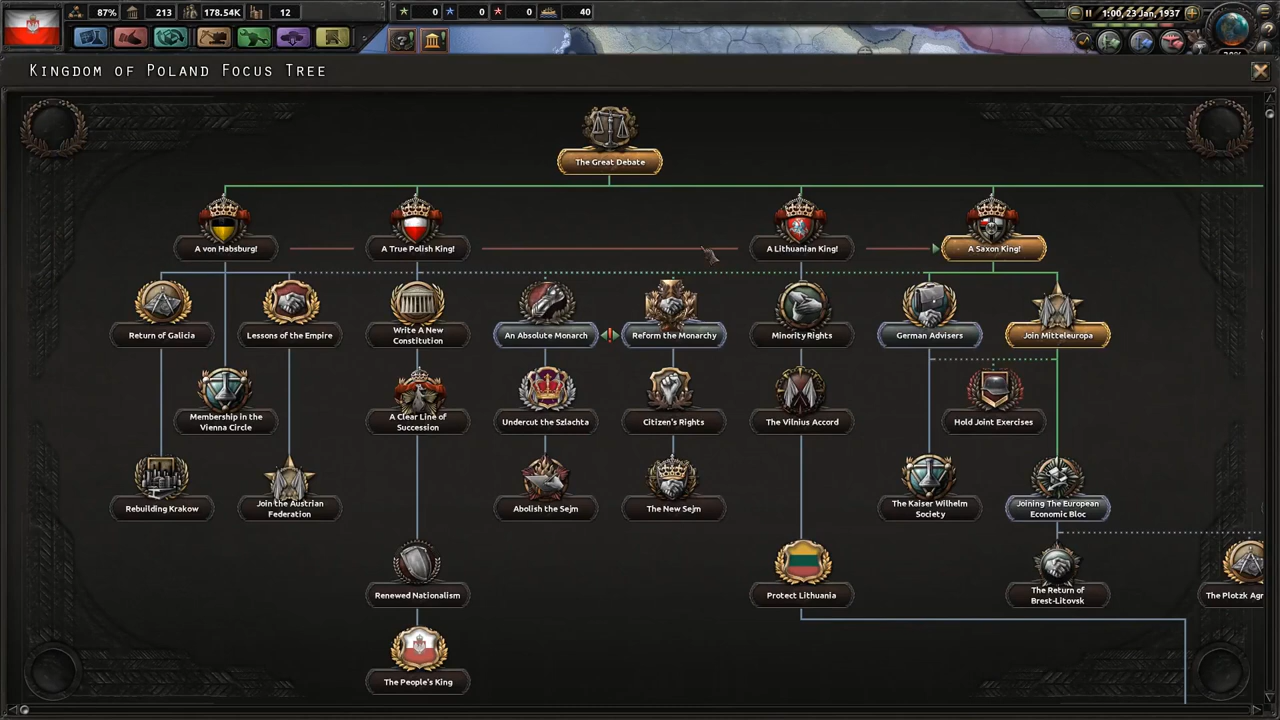 87%
213
178.54K
12
0
0
0
40
1:00, 23 Jan, 1937
Kingdom of Poland Focus Tree
The Great Debate
A von Habsburg!
A True Polish King!
A Lithuanian King!
A Saxon King!
Return of Galicia
Lessons of the Empire
Write A New
Constitution
An Absolute Monarch
Reform the Monarchy
Minority Rights
German Advisers
Join Mitteleuropa
Membership in the
Vienna Circle
A Clear Line of
Succession
Undercut the Szlachta
Citizen's Rights
The Vilnius Accord
Hold Joint Exercises
Rebuilding Krakow
Join the Austrian
Federation
Abolish the Sejm
The New Sejm
The Kaiser Wilhelm
Society
Joining The European
Economic Bloc
Renewed Nationalism
Protect Lithuania
The Return of
Brest-Litovsk
The Plotzk Agr
The People's King